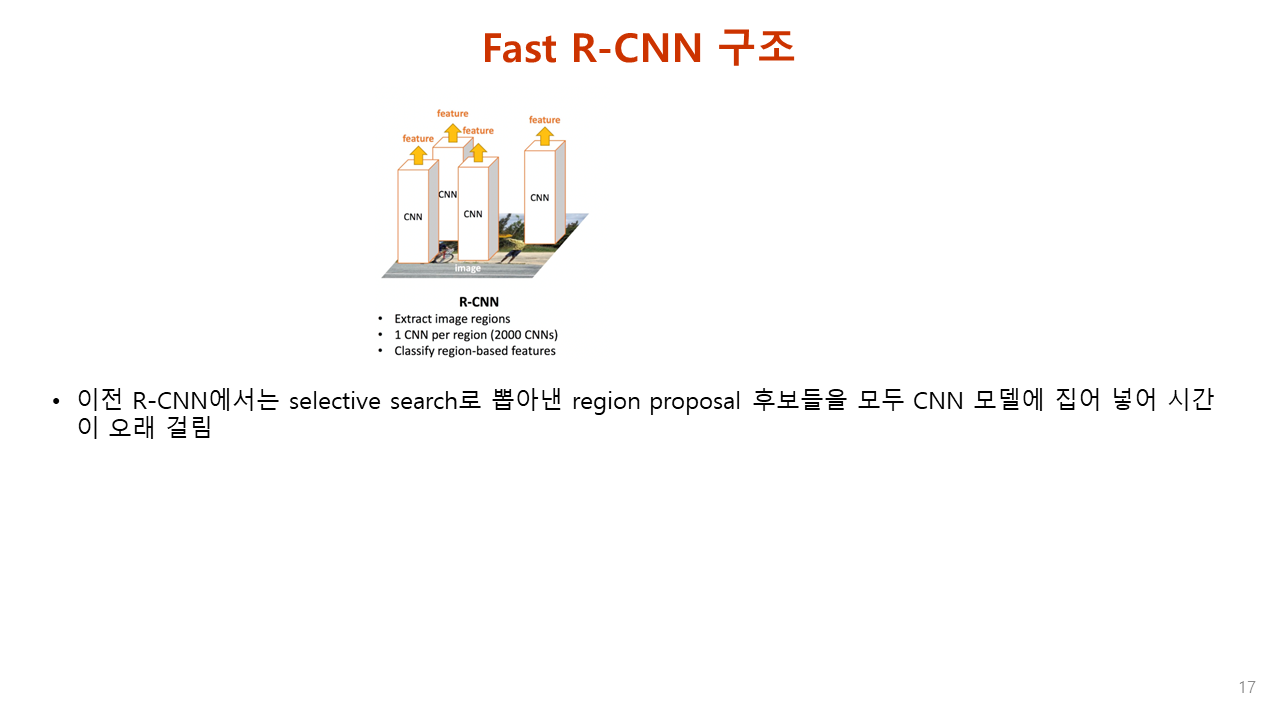 Fast R-CNN 구조
feature
feature
feature
feature
CNN
CNN
CNN
CNN
image
R-CNN
• Extract image regions
• 1 CNN per region (2000 CNNs)
• Classify region-based features
• 이전 R-CNN에서는 selective search로 뽑아낸 region proposal 후보들을 모두 CNN 모델에 집어 넣어 시간
이 오래 걸림
17